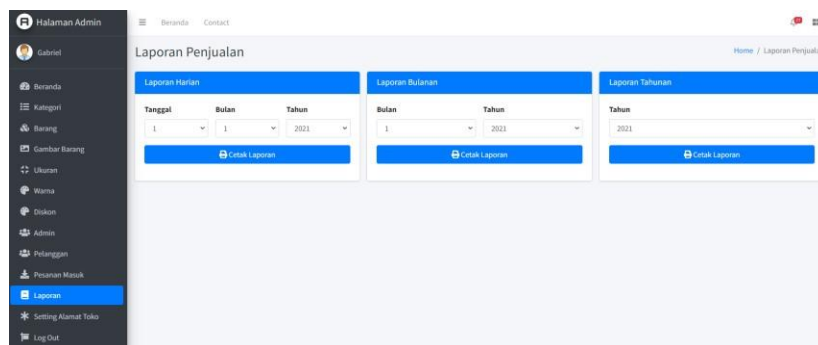 Halaman Admin
Beranda Contact
Gabriel
Laporan Penjualan
Home / Laporan Penjuala
Beranda
Kategori
Barang
Gambar Barang
Ukuran
Warna
Diskon
Admin
Pelanggan
Pesanan Masuk
Laporan
Setting Alamat Toko
Log Out
Laporan Harian
Tanggal Bulan Tahun
1 1 2021
Cetak Laporan
Laporan Bulanan
Bulan Tahun
1 2021
Cetak Laporan
Laporan Tahunan
Tahun
2021
Cetak Laporan